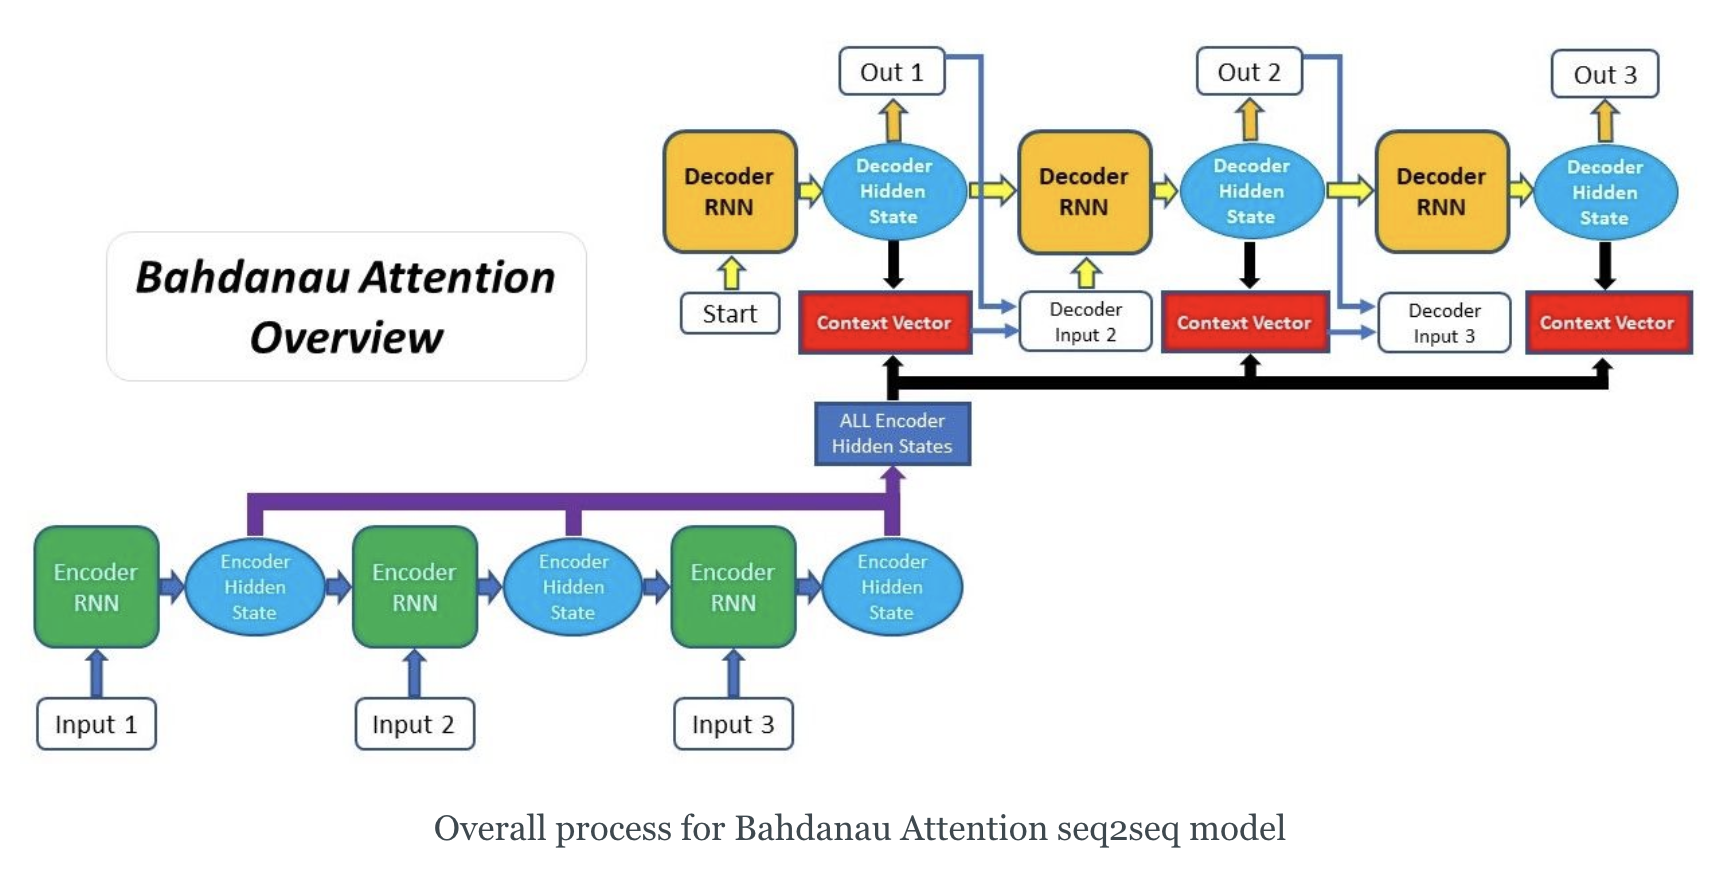 Out 1
Out 2
Out 3
Decoder
RNN
Decoder
Hidden
State
Decoder
RNN
Decoder
Hidden
State
Decoder
RNN
Decoder
Hidden
State
Bahdanau Attention
Overview
Start
Context Vector
Decoder
Input 2
Context Vector
Decoder
Input 3
Context Vector
ALL Encoder
Hidden States
Encoder
RNN
Encoder
Hidden
State
Encoder
RNN
Encoder
Hidden
State
Encoder
RNN
Encoder
Hidden
State
Input 1
Input 2
Input 3
Overall process for Bahdanau Attention seq2seq model